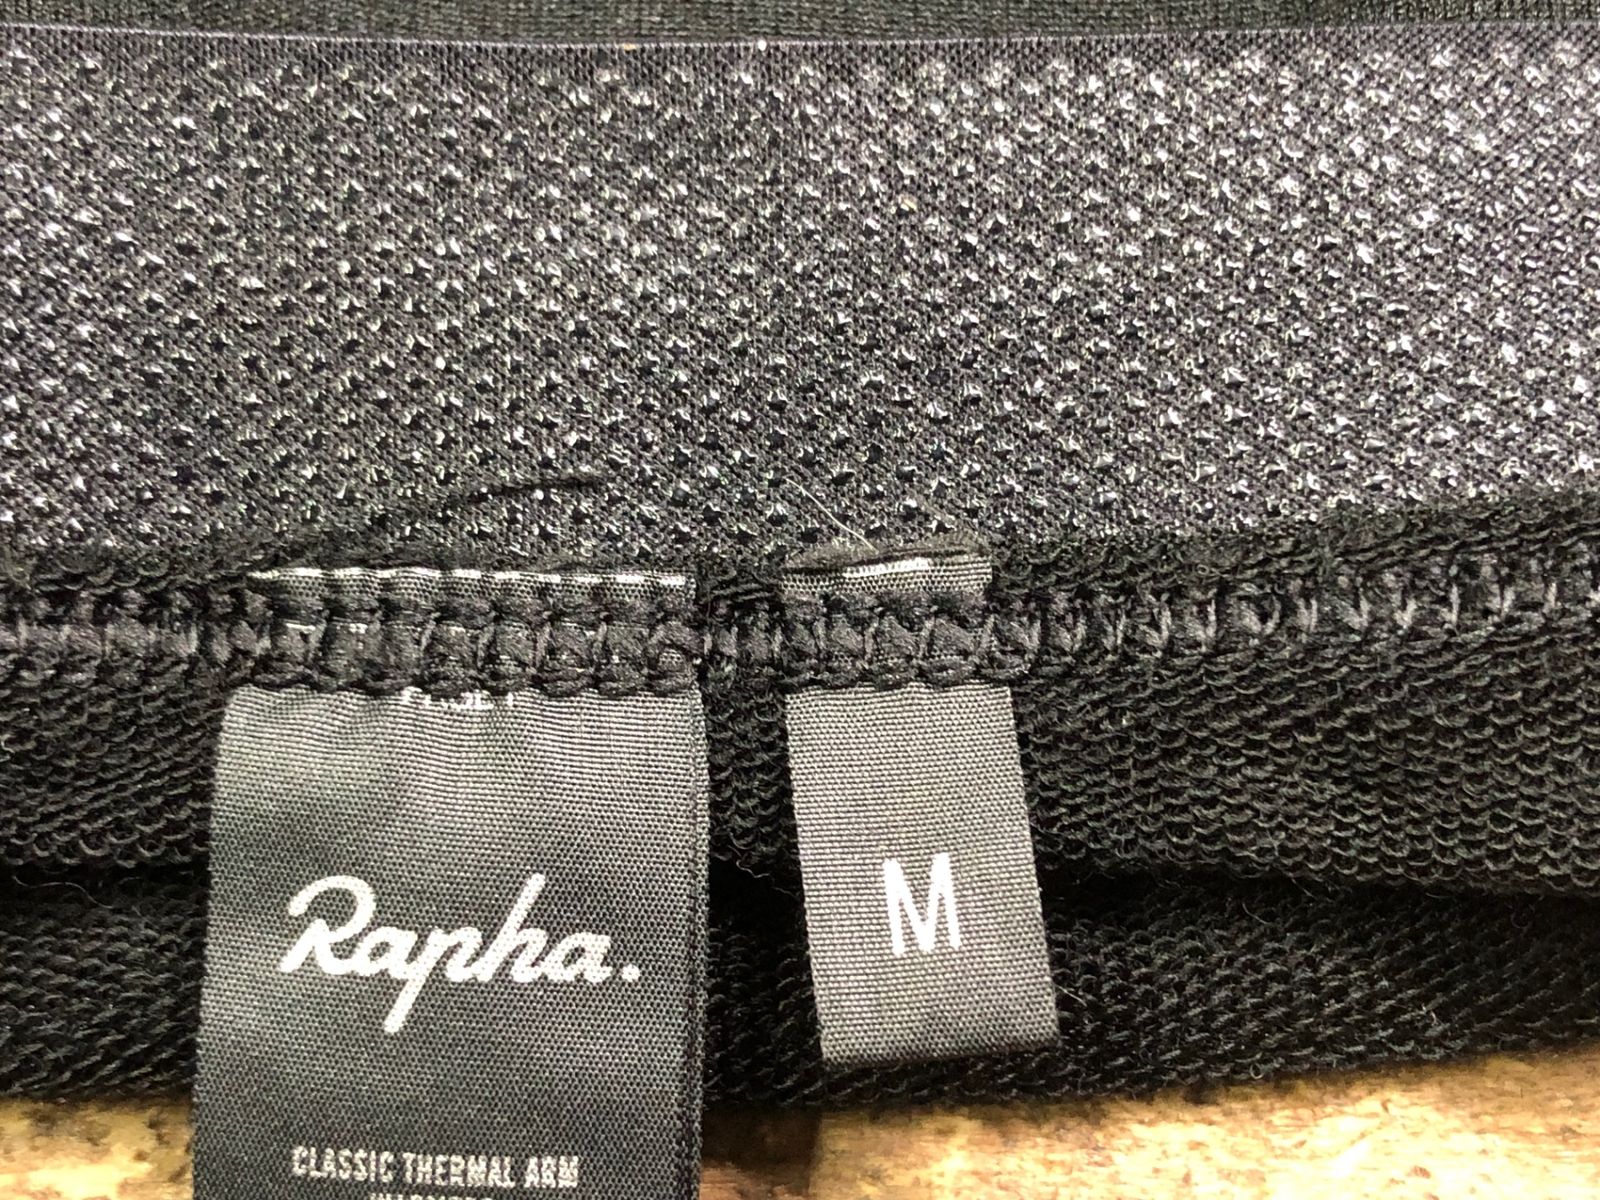 Rapha.
M
CLASSIC THERMAL ARM